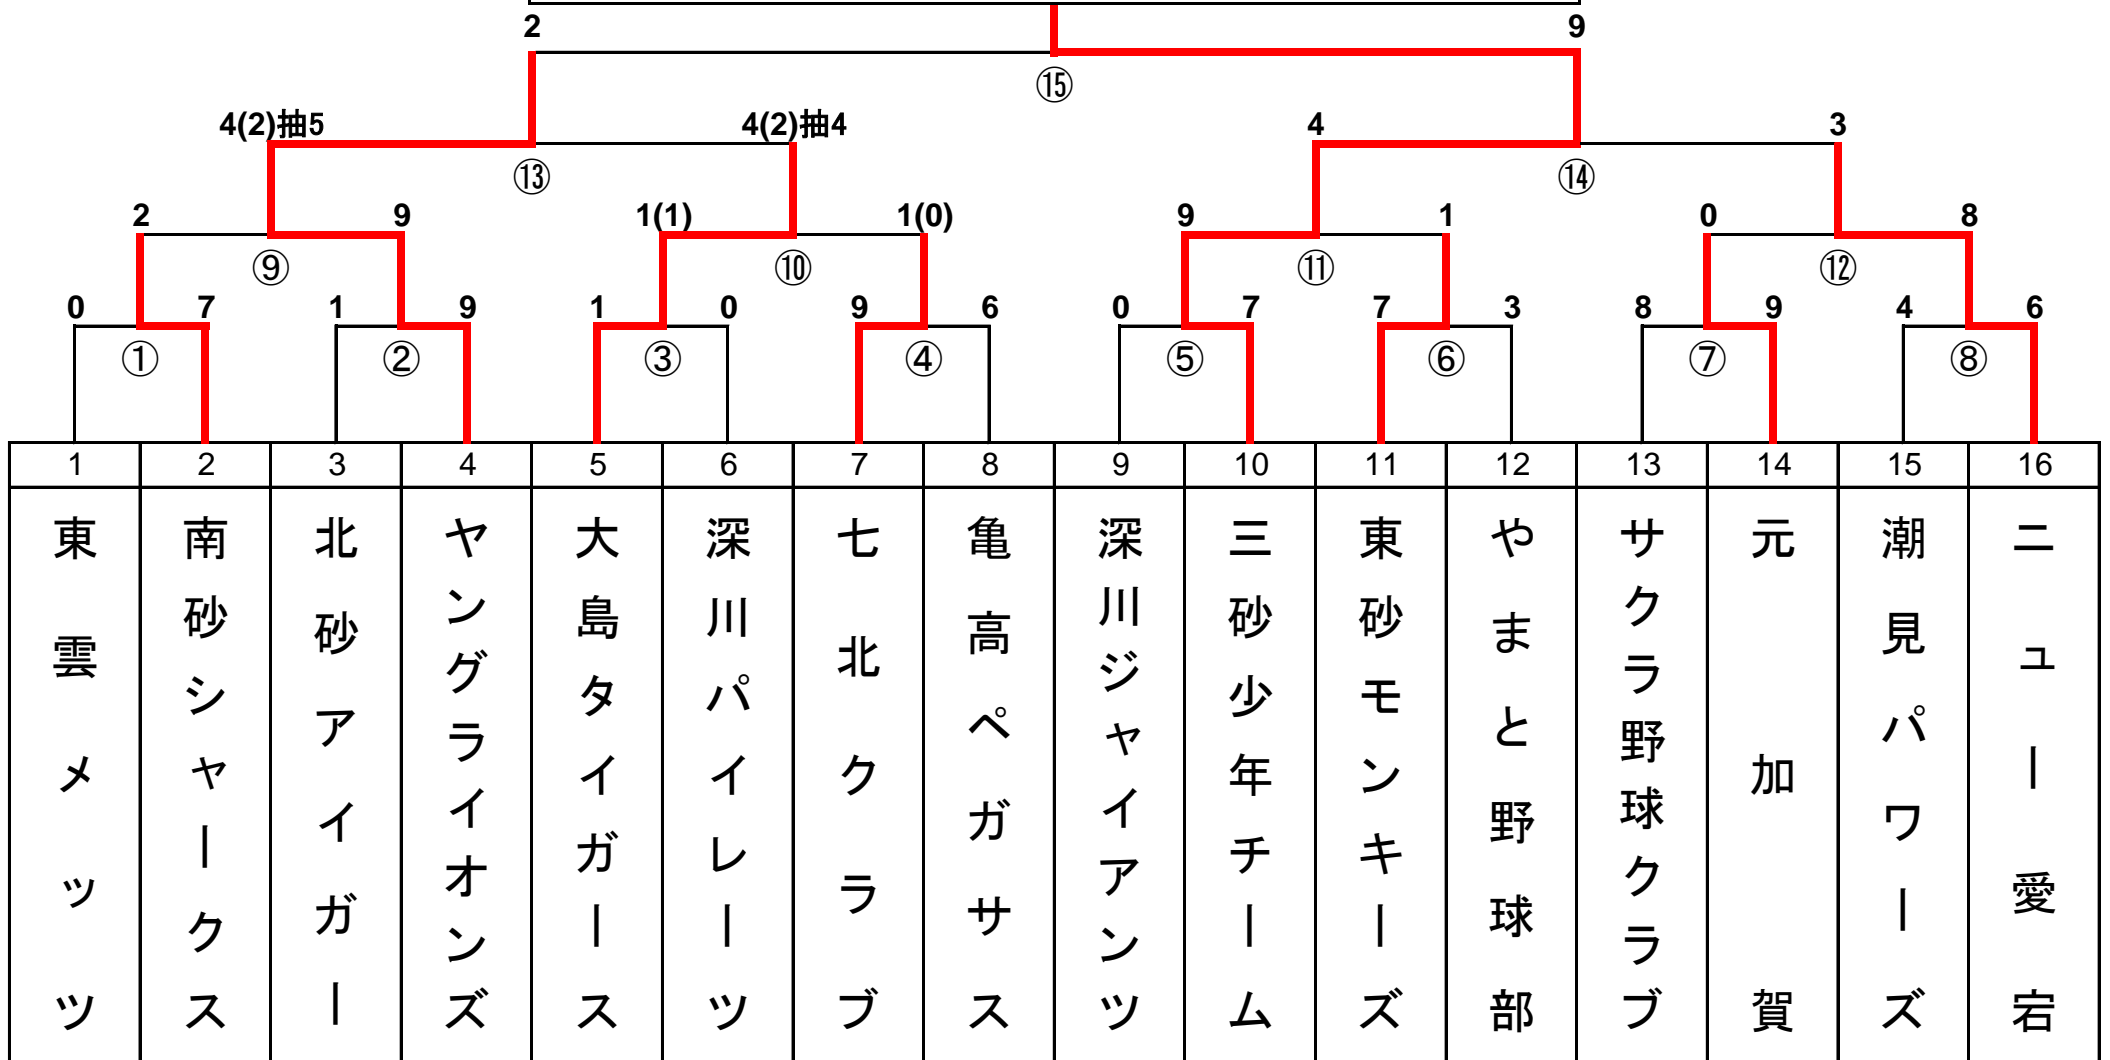 2 9
⑮
4(2)抽5 4(2)抽4 4 3
⑬ ⑭
2 9 1(1) 1(0) 9 1 0 8
⑨ ⑩ ⑪ ⑫
0 7 1 9 1 0 9 6 0 7 7 3 8 9 4 6
① ② ③ ④ ⑤ ⑥ ⑦ ⑧
1 2 3 4 5 6 7 8 9 10 11 12 13 14 15 16
東雲メッツ
南砂シャークス
北砂アイガー
ヤングライオンズ
大島タイガース
深川パイレーツ
七北クラブ
亀高ペガサス
深川ジャイアンツ
三砂少年チーム
東砂モンキーズ
やまと野球部
サクラ野球クラブ
元加賀
潮見パワーズ
ニュー愛宕